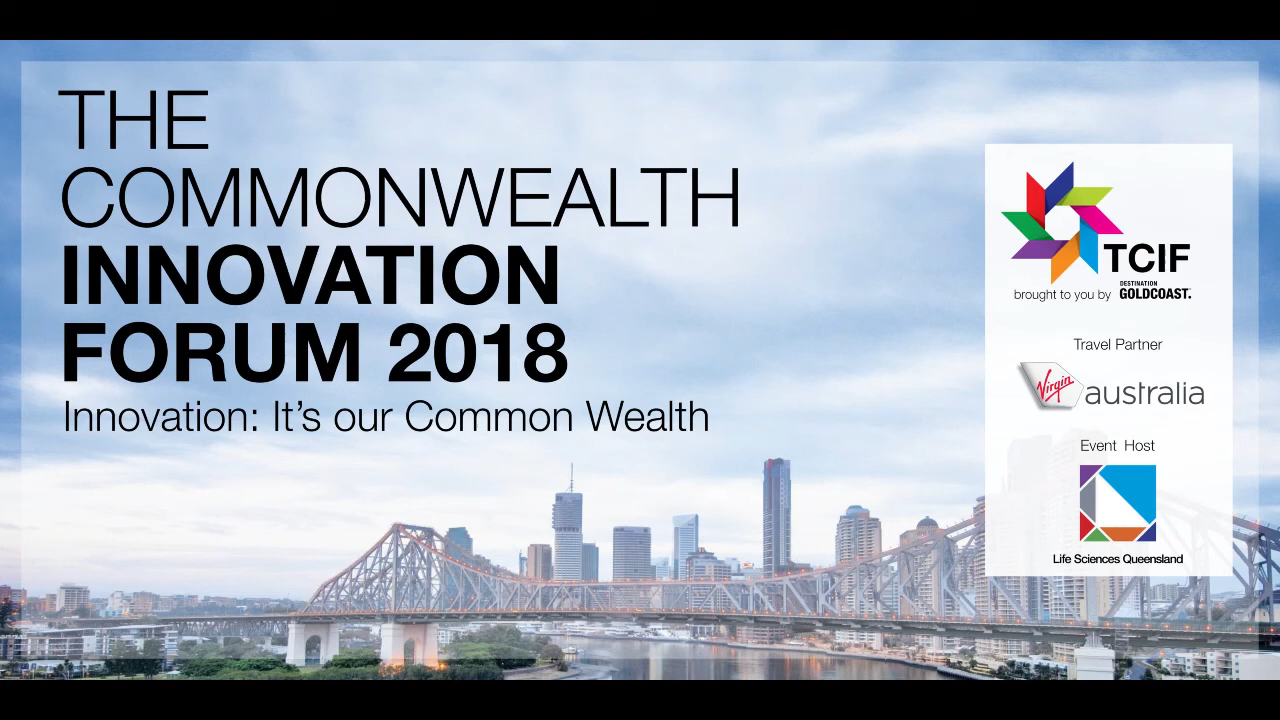 THE
COMMONWEALTH
INNOVATION
FORUM 2018
Innovation: It's our Common Wealth
TCIF
brought to you by DESTINATION GOLDCOAST.
Travel Partner
Virgin australia
Event Host
Life Sciences Queensland